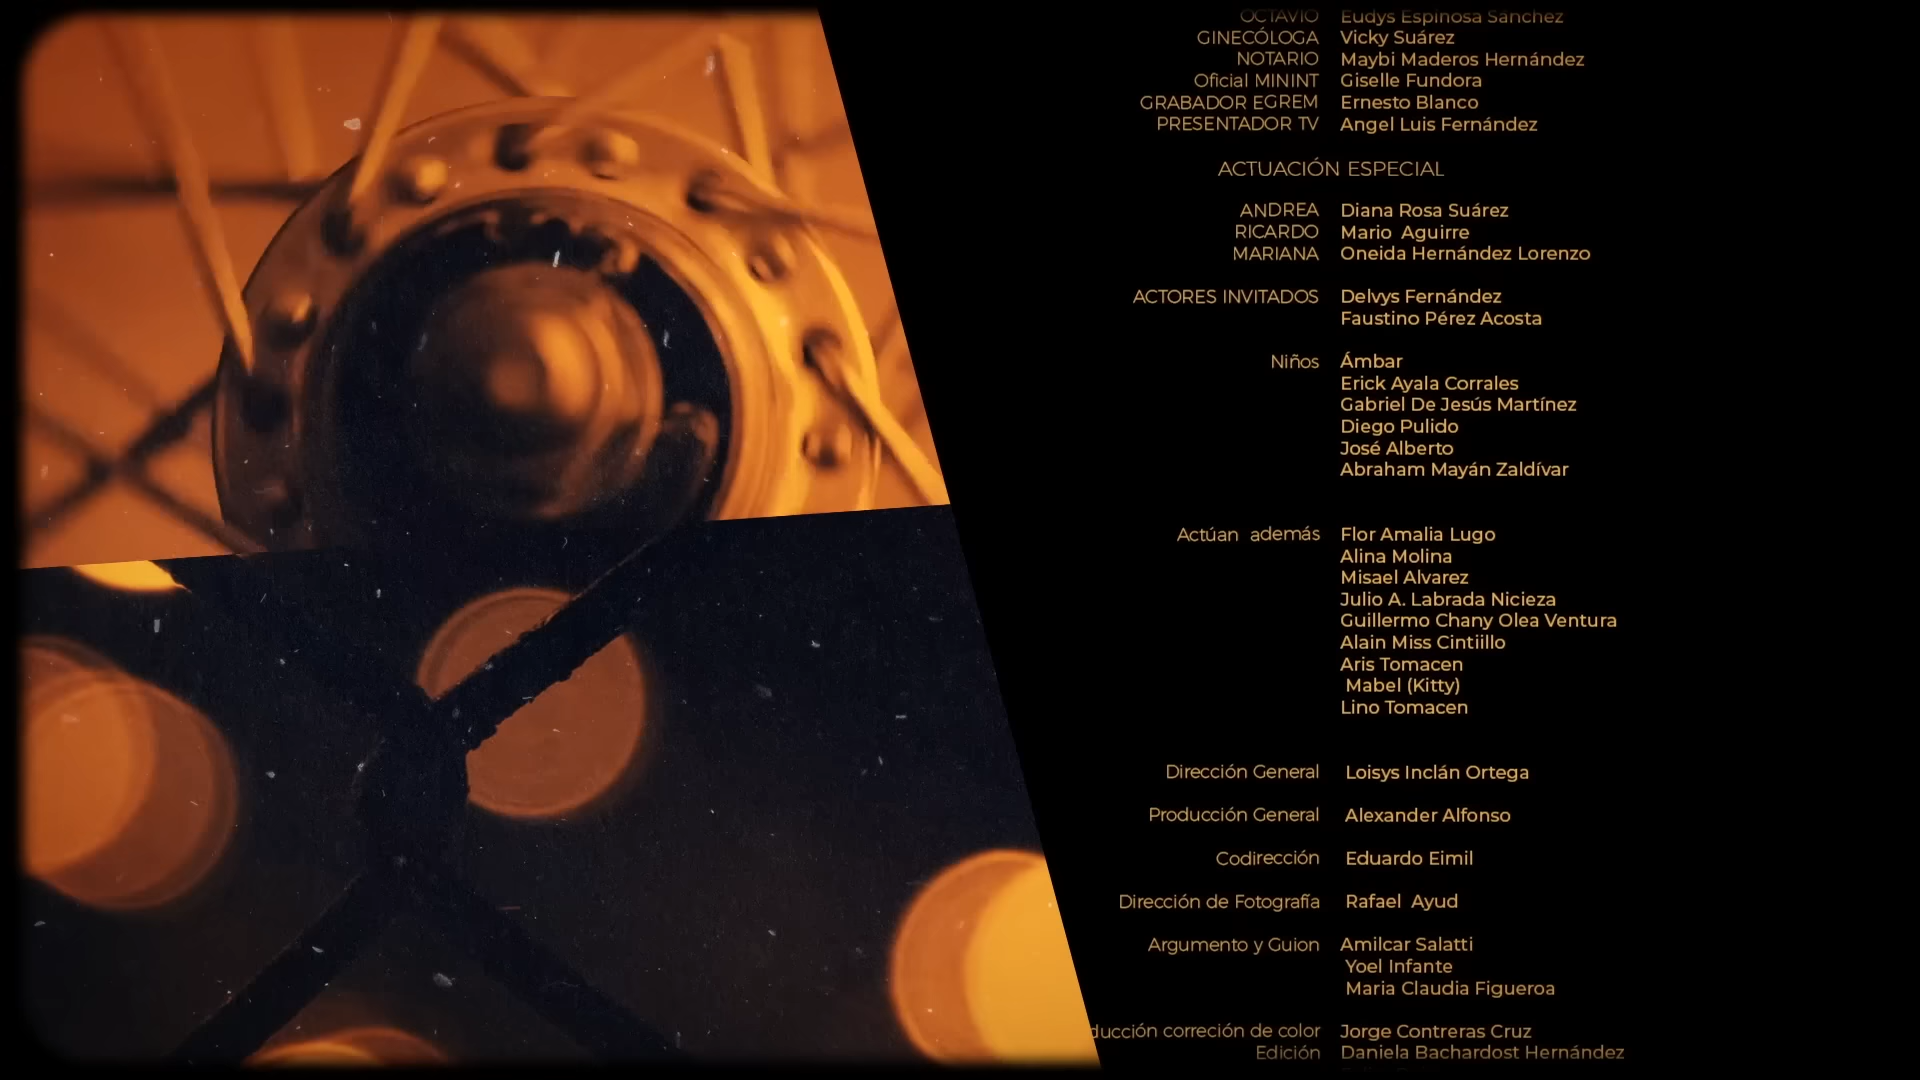 OCTAVIO Eudys Espinosa Sánchez
GINECÓLOGA Vicky Suárez
NOTARIO Maybi Maderos Hernández
Oficial MININT Giselle Fundora
GRABADOR EGREM Ernesto Blanco
PRESENTADOR TV Angel Luis Fernández
ACTUACIÓN ESPECIAL
ANDREA Diana Rosa Suárez
RICARDO Mario Aguirre
MARIANA Oneida Hernández Lorenzo
ACTORES INVITADOS Delvys Fernández
Faustino Pérez Acosta
Niños Ámbar
Erick Ayala Corrales
Gabriel De Jesús Martínez
Diego Pulido
José Alberto
Abraham Mayán Zaldívar
Actúan además Flor Amalia Lugo
Alina Molina
Misael Alvarez
Julio A. Labrada Nicieza
Guillermo Chany Olea Ventura
Alain Miss Cintiillo
Aris Tomacen
Mabel (Kitty)
Lino Tomacen
Dirección General Loisys Inclán Ortega
Producción General Alexander Alfonso
Codirección Eduardo Eimil
Dirección de Fotografía Rafael Ayud
Argumento y Guion Amilcar Salatti
Yoel Infante
Maria Claudia Figueroa
ducción correción de color Jorge Contreras Cruz
Edición Daniela Bachardost Hernández